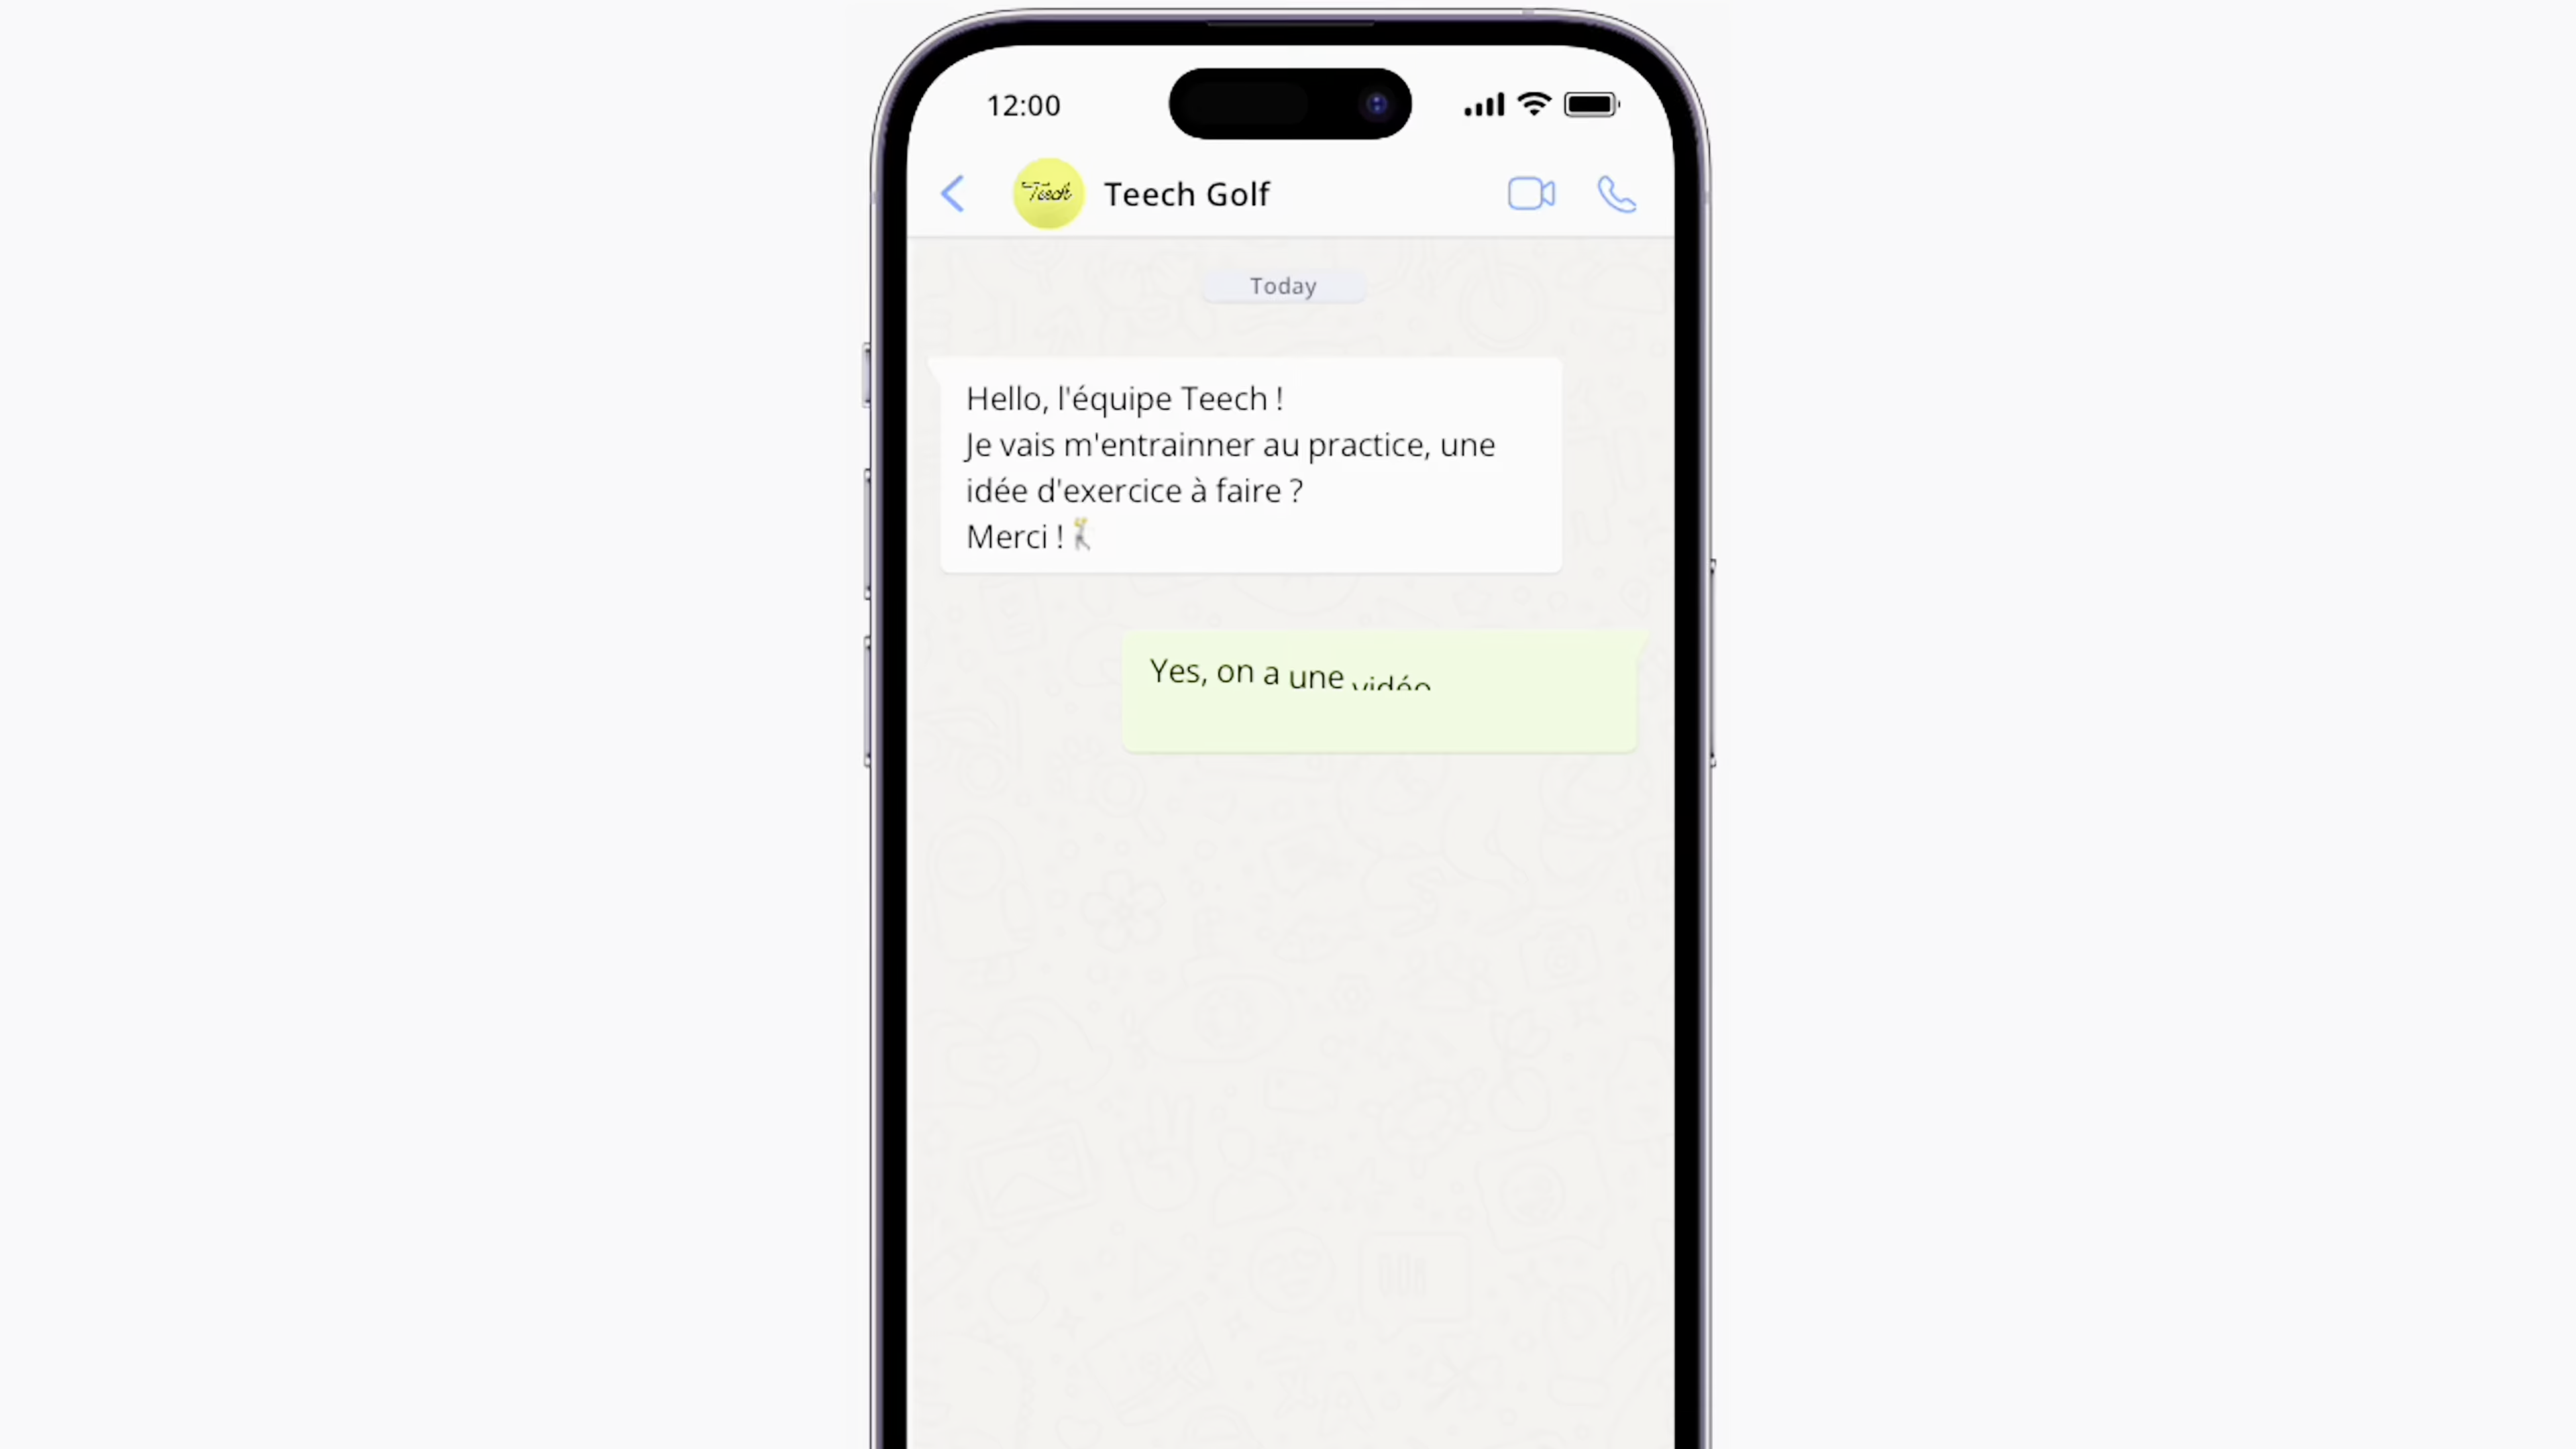 12:00
Teech
Teech Golf
Today
Hello, l'équipe Teech !
Je vais m'entrainner au practice, une
idée d'exercice à faire ?
Merci !
Yes, on a une vidéo